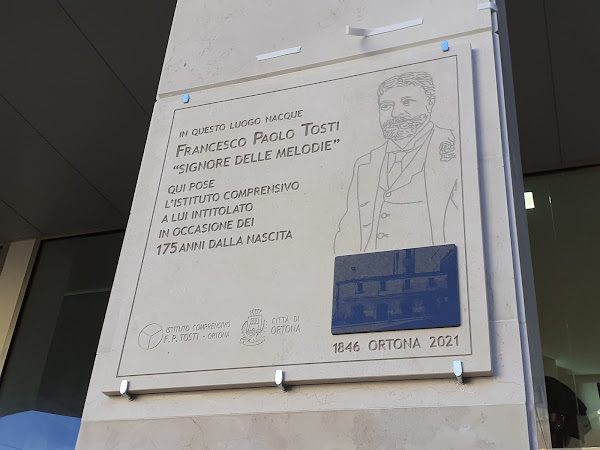 IN QUESTO LUOGO NACQUE
FRANCESCO PAOLO TOSTI
"SIGNORE DELLE MELODIE"
QUI POSE
L'ISTITUTO COMPRENSIVO
A LUI INTITOLATO
IN OCCASIONE DEI
175 ANNI DALLA NASCITA
ISTITUTO COMPRENSIVO
F. P. TOSTI - ORTONA
CITTÀ DI
ORTONA
1846 ORTONA 2021